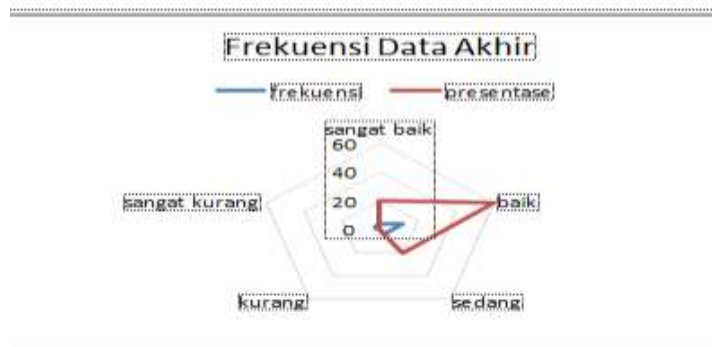 Frekuensi Data Akhir
frekuensi presentase
sangat baik
60
40
sangat kurang 20 baik
0
kurang sedang